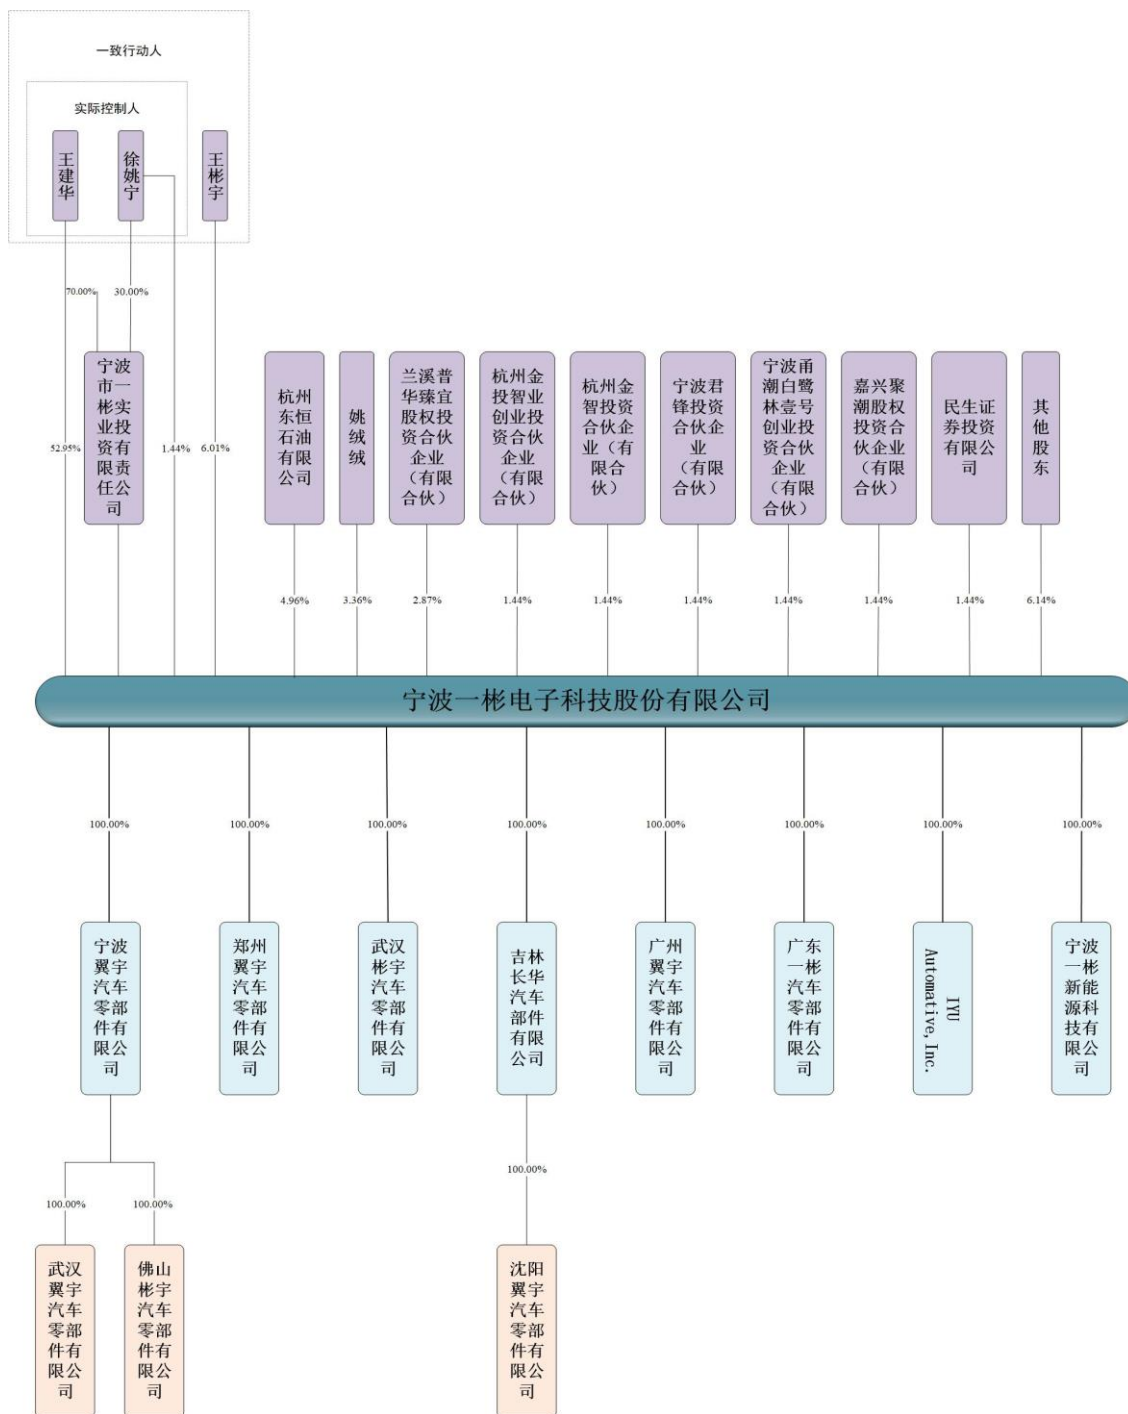 一致行动人
实际控制人
王建华
徐姚宁
王彬宇
70.00%
30.00%
宁波
市一
彬实
业投
资有
限责
任公
司
杭州
东恒
石油
有限
公司
姚绒绒
兰溪普
华臻宜
股权投
资合伙
企业
（有限
合伙）
杭州金
投智业
创业投
资合伙
企业
（有限
合伙）
杭州金
智投资
合伙企
业（有
限合
伙）
宁波君
锋投资
合伙企
业
（有限
合伙）
宁波甬
潮白鹭
林壹号
创业投
资合伙
企业
（有限
合伙）
嘉兴聚
潮股权
投资合
伙企业
（有限
合伙）
民生证
券投资
有限公
司
其他股东
52.95%
1.44%
6.01%
4.96%
3.36%
2.87%
1.44%
1.44%
1.44%
1.44%
1.44%
1.44%
6.14%
宁波一彬电子科技股份有限公司
100.00%
100.00%
100.00%
100.00%
100.00%
100.00%
100.00%
100.00%
宁波
翼宇
汽车
零部
件有
限公
司
郑州
翼宇
汽车
零部
件有
限公
司
武汉
彬宇
汽车
零部
件有
限公
司
吉林
长华
汽车
部件
有限
公司
广州
翼宇
汽车
零部
件有
限公
司
广东
一彬
汽车
零部
件有
限公
司
IYU
Automative, Inc.
宁波
一彬
新能
源科
技有
限公
司
100.00%
100.00%
100.00%
武汉
翼宇
汽车
零部
件有
限公
司
佛山
彬宇
汽车
零部
件有
限公
司
沈阳
翼宇
汽车
零部
件有
限公
司